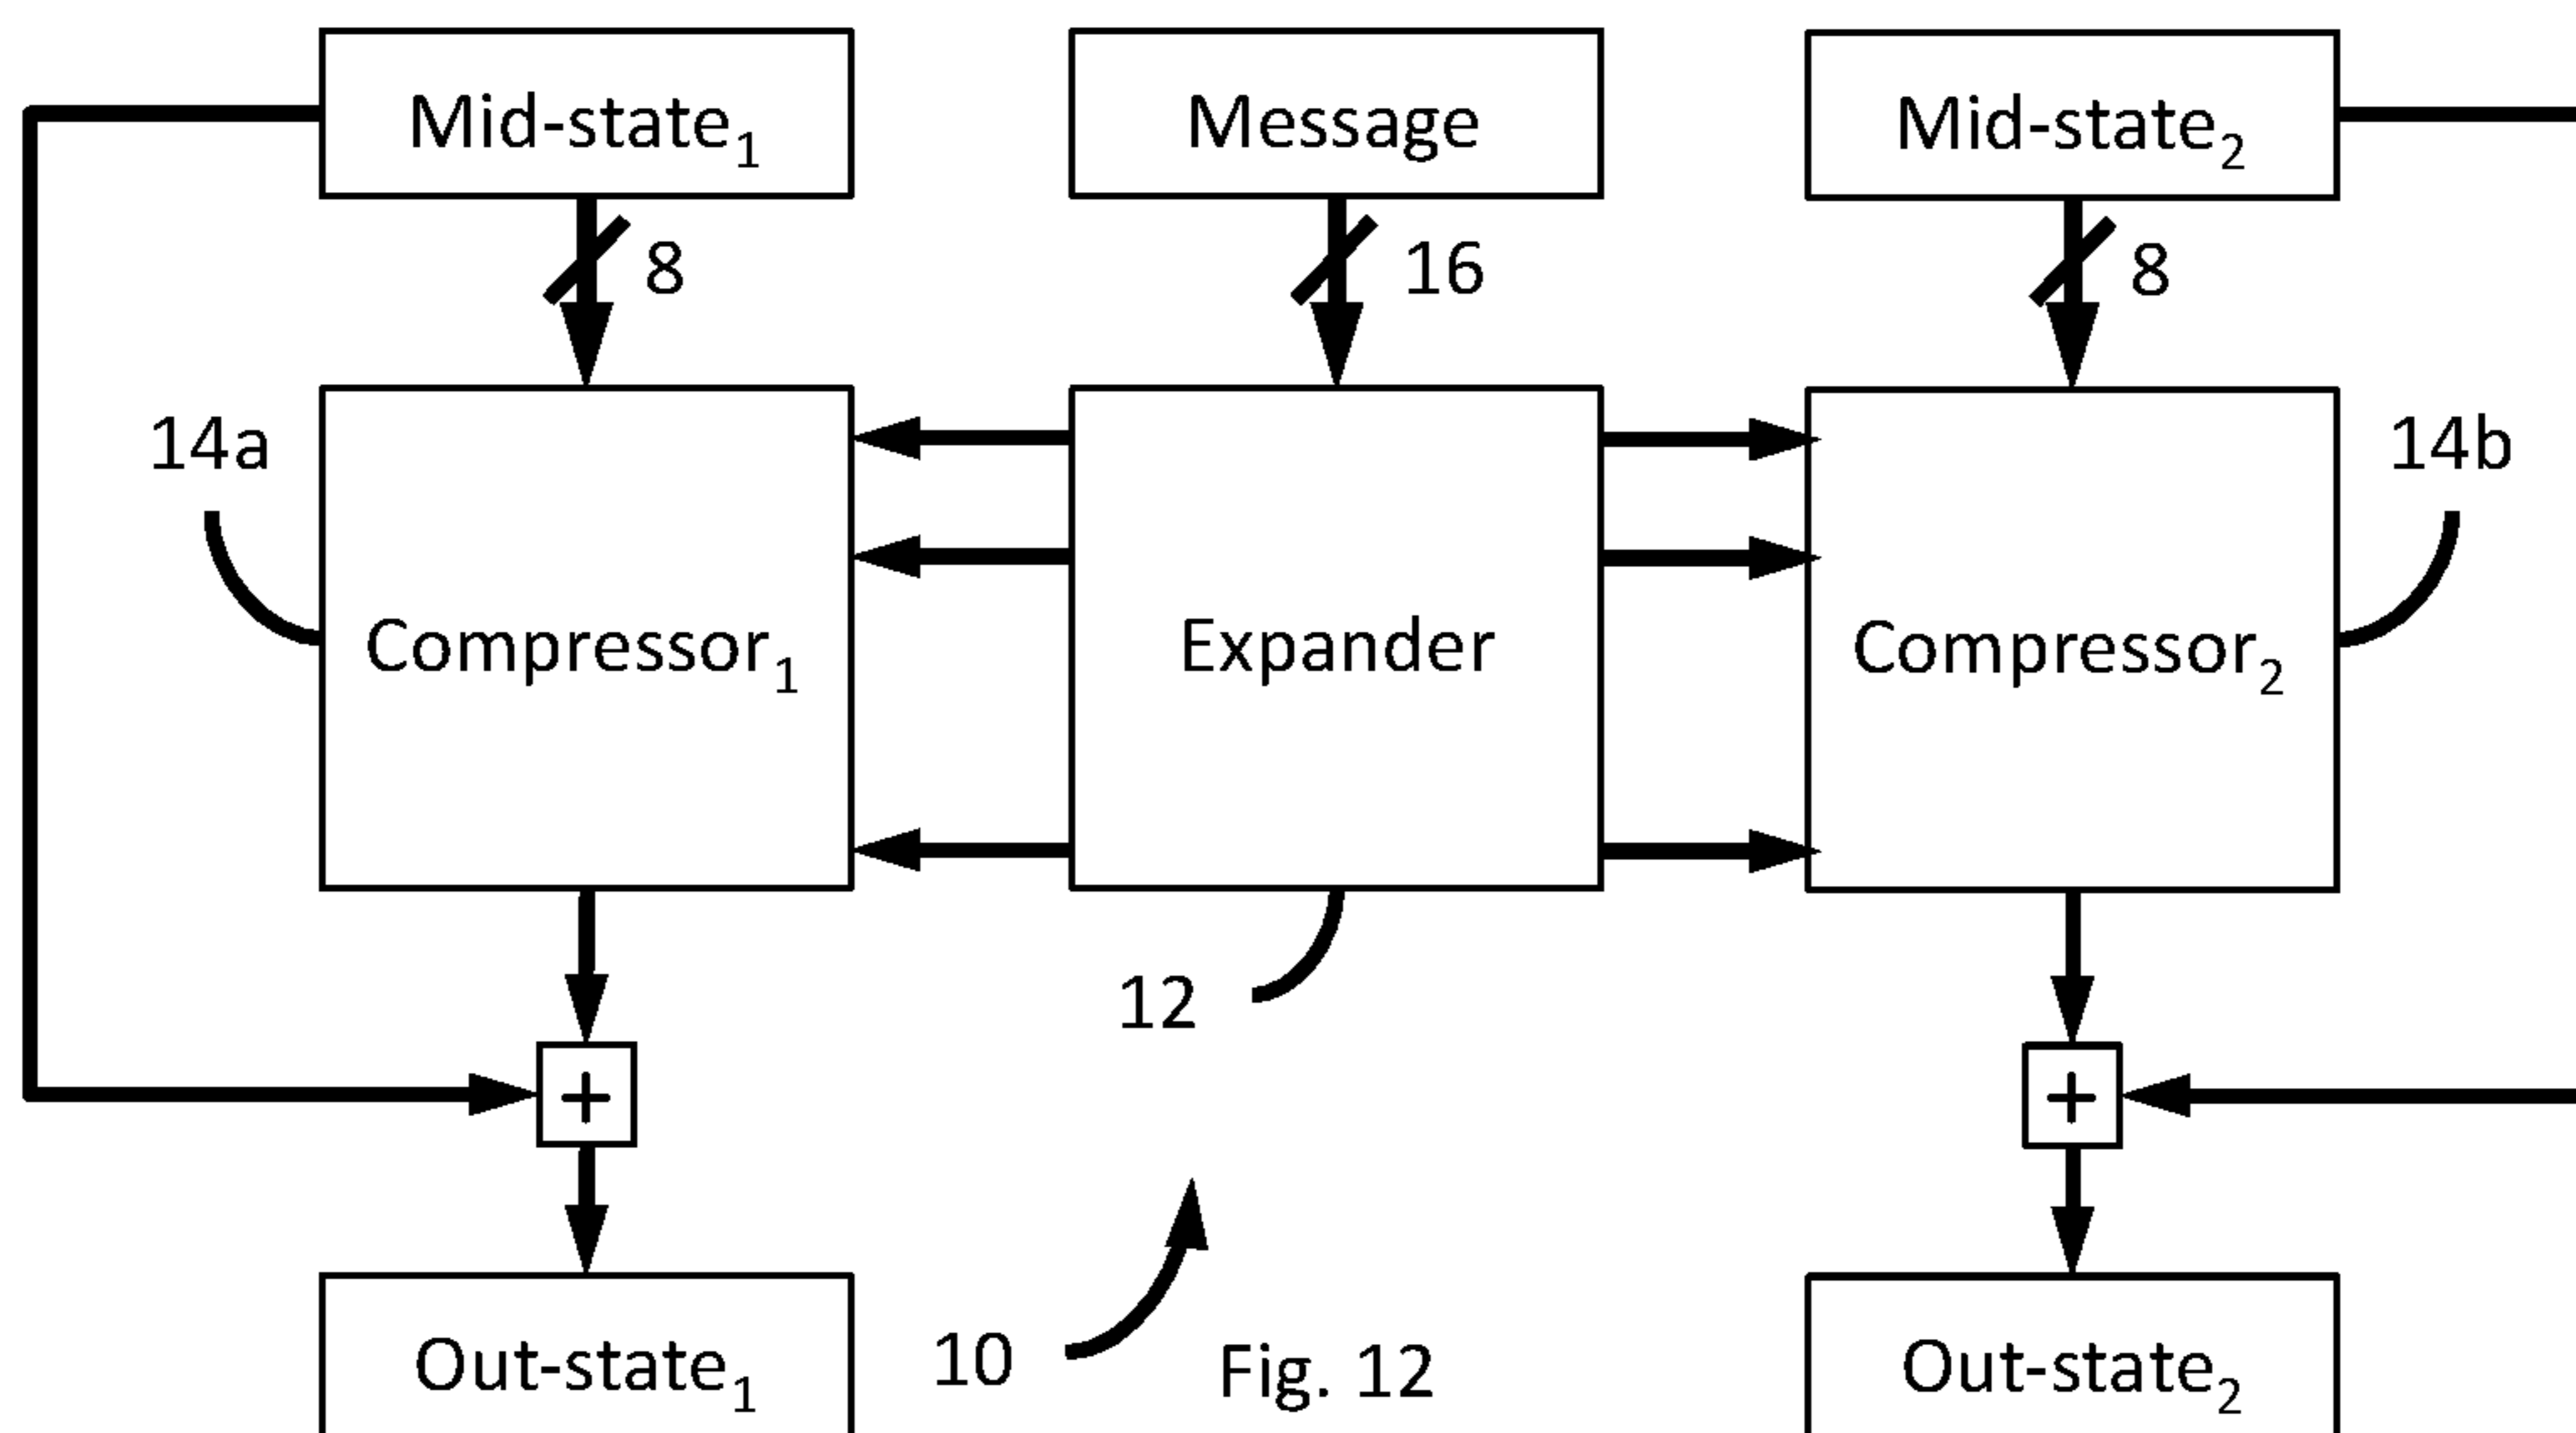 Mid-state₁
Message
Mid-state₂
8
16
8
14a
14b
Compressor₁
Expander
Compressor₂
12
+
+
10
Fig. 12
Out-state₁
Out-state₂